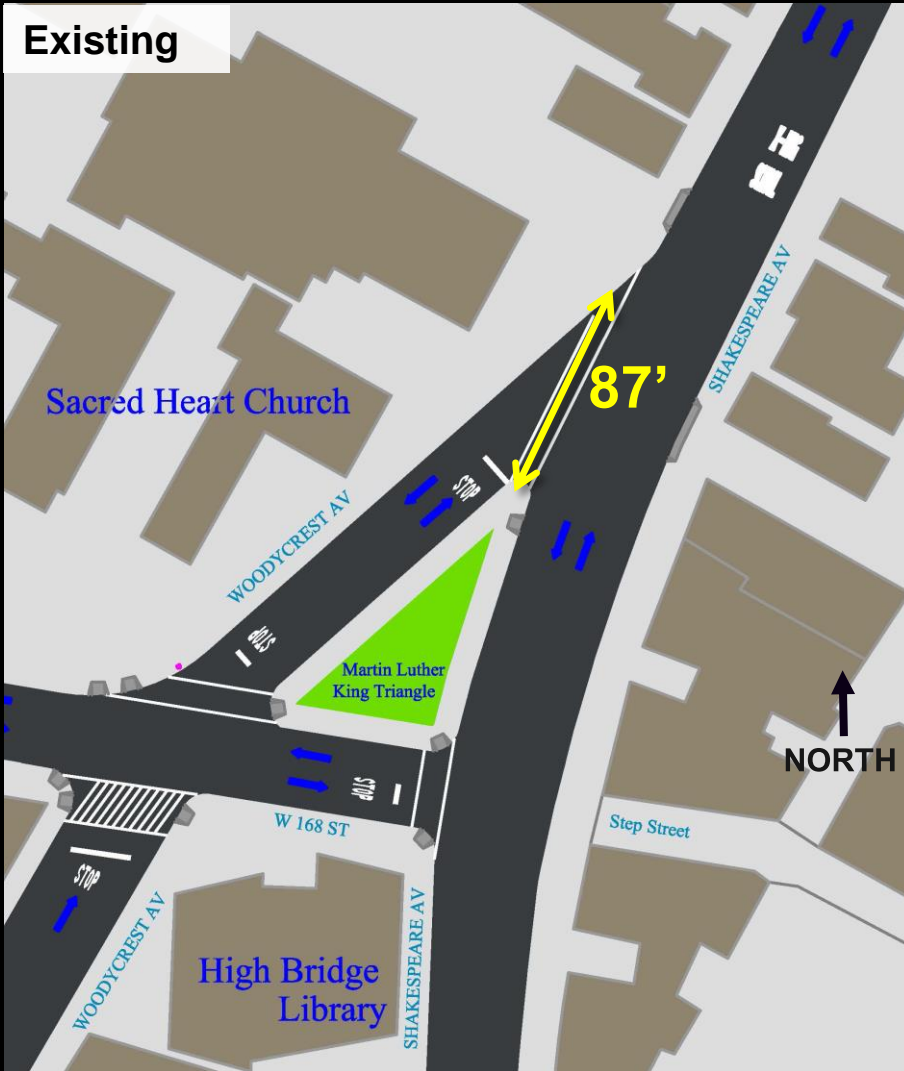 Existing
SHAKESPEARE AV
87’
Sacred Heart Church
STOP
WOODYCREST AV
STOP
Martin Luther
King Triangle
NORTH
STOP
W 168 ST
Step Street
STOP
WOODYCREST AV
High Bridge
Library
SHAKESPEARE AV